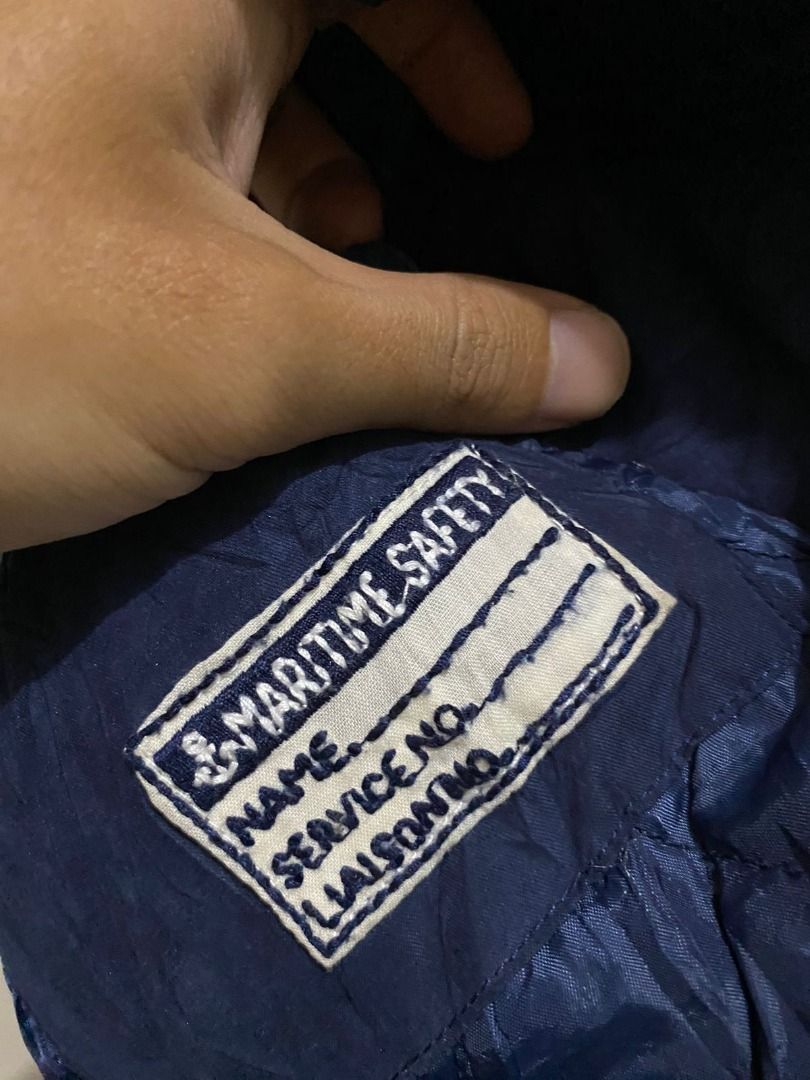 MARITIME SAFETY
NAME.
SERVICE NO.
LIAISON NO.